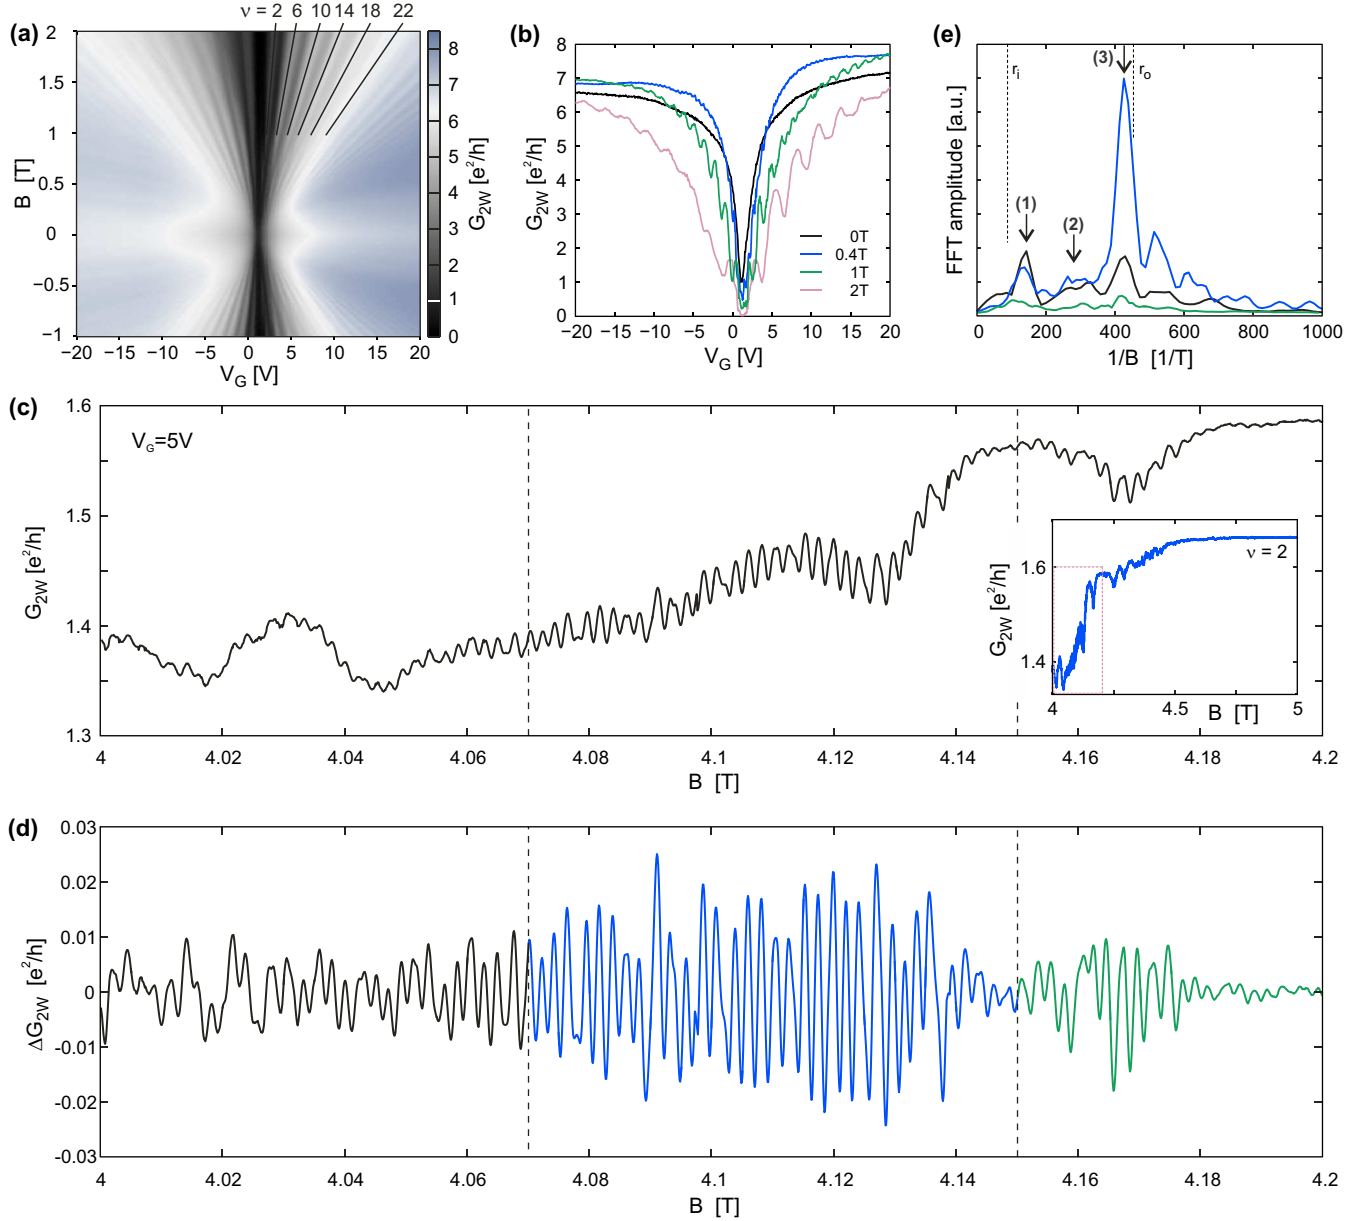 (a)
ν = 2 6 10 14 18 22
2
1.5
1
0.5
0
−0.5
−1
B [T]
−20 −15 −10 −5 0 5 10 15 20
V_G [V]
8
7
6
5
4
3
2
1
0
G_2W [e²/h]
(b)
8
7
6
5
4
3
2
1
0
G_2W [e²/h]
0T
0.4T
1T
2T
−20 −15 −10 −5 0 5 10 15 20
V_G [V]
(e)
r_i
(3)
r_o
(1)
(2)
FFT amplitude [a.u.]
0 200 400 600 800 1000
1/B [1/T]
(c)
V_G=5V
1.6
1.5
1.4
1.3
G_2W [e²/h]
4 4.02 4.04 4.06 4.08 4.1 4.12 4.14 4.16 4.18 4.2
B [T]
ν = 2
1.6
1.4
G_2W [e²/h]
4 4.5 5
B [T]
(d)
0.03
0.02
0.01
0
-0.01
-0.02
-0.03
ΔG_2W [e²/h]
4 4.02 4.04 4.06 4.08 4.1 4.12 4.14 4.16 4.18 4.2
B [T]